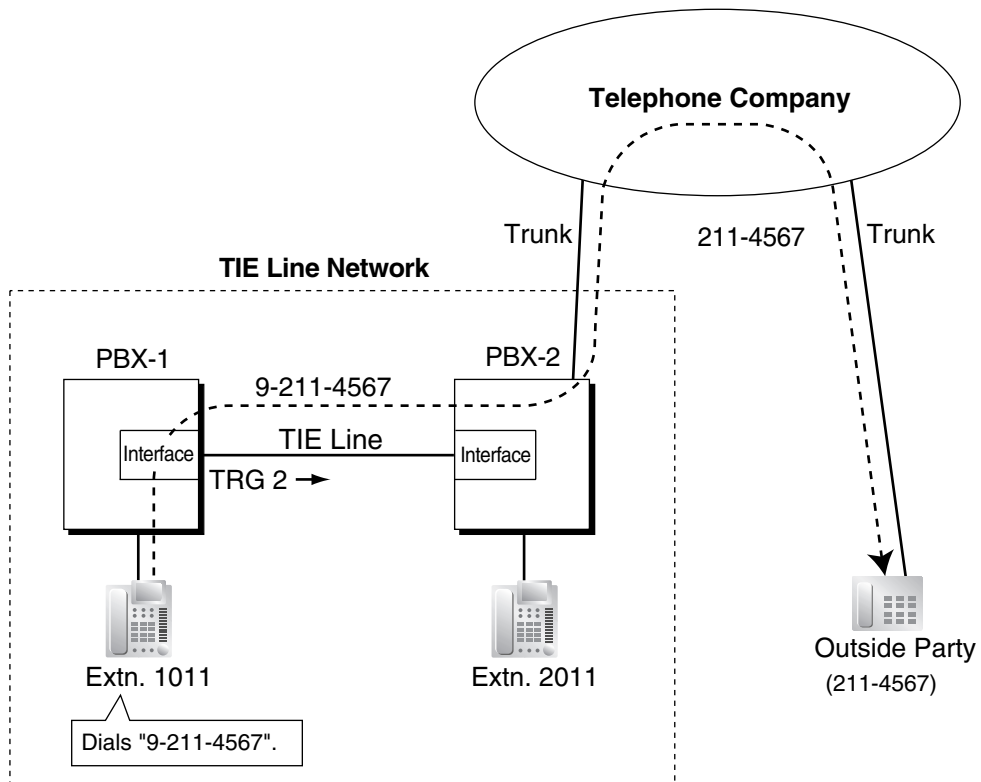 Telephone Company
Trunk
211-4567
Trunk
TIE Line Network
PBX-1
PBX-2
9-211-4567
Interface
TIE Line
Interface
TRG 2 →
Extn. 1011
Extn. 2011
Outside Party
(211-4567)
Dials "9-211-4567".